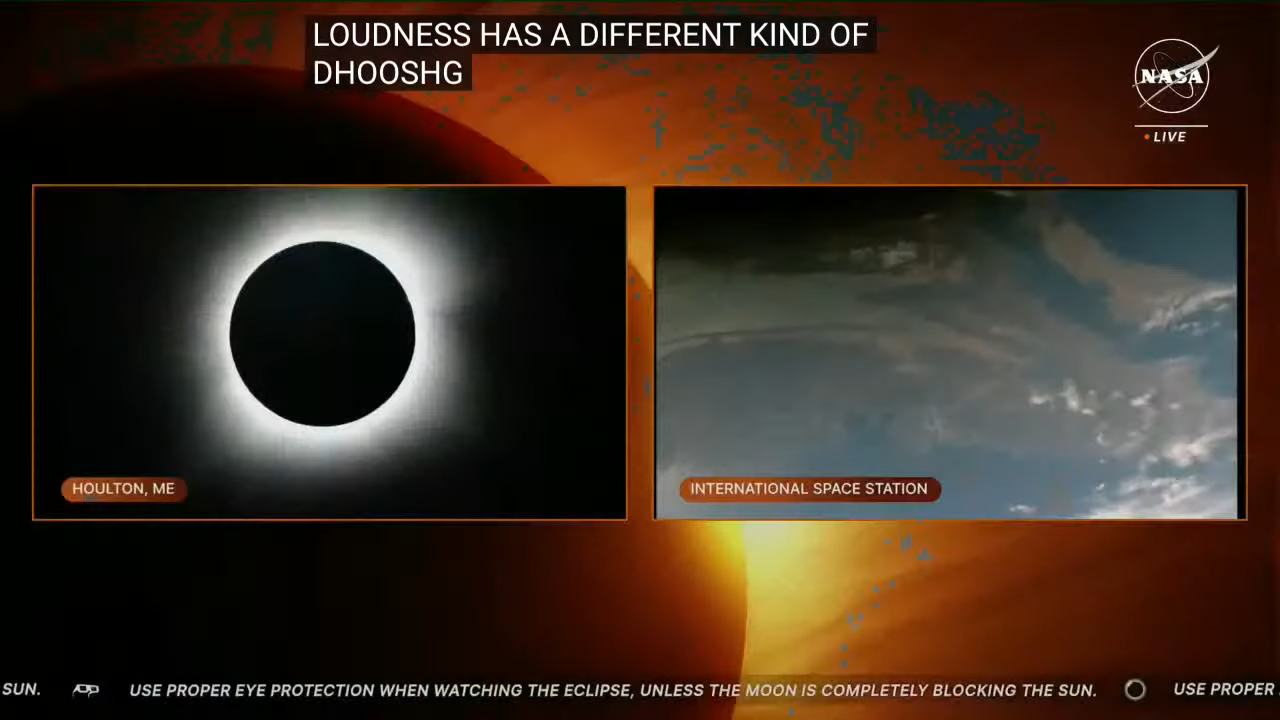 LOUDNESS HAS A DIFFERENT KIND OF
DHOOSHG
NASA
LIVE
HOULTON, ME
INTERNATIONAL SPACE STATION
SUN. USE PROPER EYE PROTECTION WHEN WATCHING THE ECLIPSE, UNLESS THE MOON IS COMPLETELY BLOCKING THE SUN. USE PROPER